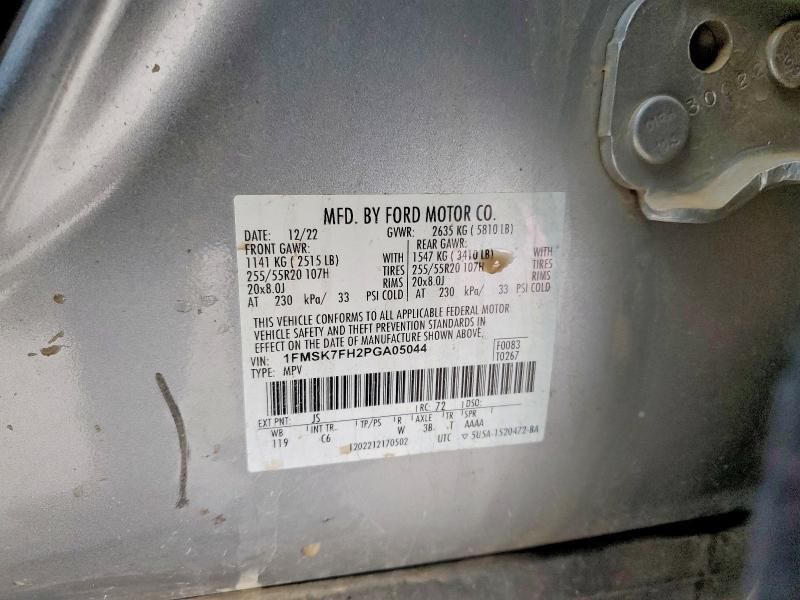 MFD. BY FORD MOTOR CO.
DATE: 12/22 GVWR: 2635 KG ( 5810 LB)
FRONT GAWR: REAR GAWR:
1141 KG ( 2515 LB) WITH 1547 KG ( 3410 LB) WITH
255/55R20 107H TIRES 255/55R20 107H TIRES
20x8.0J RIMS 20x8.0J RIMS
AT 230 kPa/ 33 PSI COLD AT 230 kPa/ 33 PSI COLD
THIS VEHICLE CONFORMS TO ALL APPLICABLE FEDERAL MOTOR
VEHICLE SAFETY AND THEFT PREVENTION STANDARDS IN
EFFECT ON THE DATE OF MANUFACTURE SHOWN ABOVE.
VIN: 1FMSK7FH2PGA05044 F0083
TYPE: MPV T0267
EXT PNT: JS RC: 72 DSO:
WB INT TR TP/PS R AXLE TR SPR
119 C6 W 3B T AAAA
202212170502 UTC ▽ 5U5A-1520472-BA